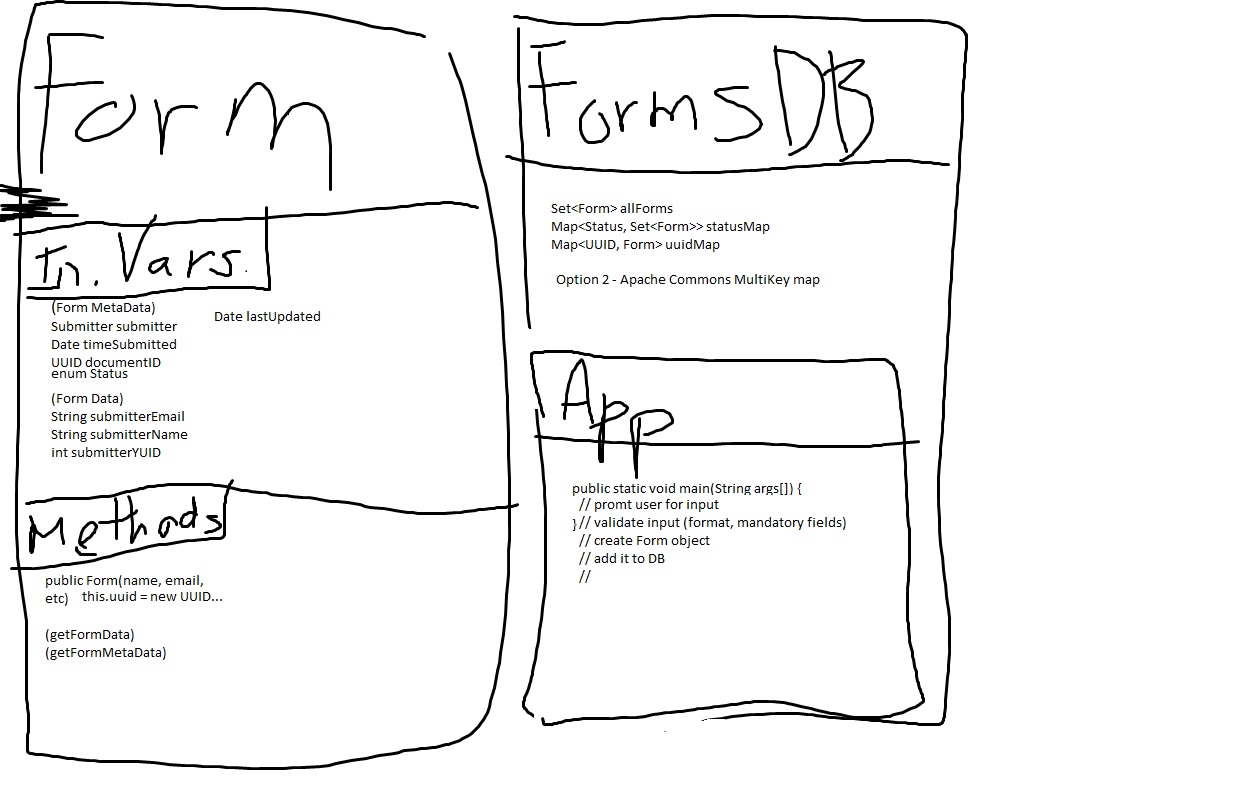 Form
In. Vars.
(Form MetaData)
Submitter submitter
Date lastUpdated
Date timeSubmitted
UUID documentID
enum Status
(Form Data)
String submitterEmail
String submitterName
int submitterYUID
Methods
public Form(name, email,
etc) this.uuid = new UUID...
(getFormData)
(getFormMetaData)
FormsDB
Set<Form> allForms
Map<Status, Set<Form>> statusMap
Map<UUID, Form> uuidMap
Option 2 - Apache Commons MultiKey map
App
public static void main(String args[]) {
// promt user for input
}// validate input (format, mandatory fields)
// create Form object
// add it to DB
//